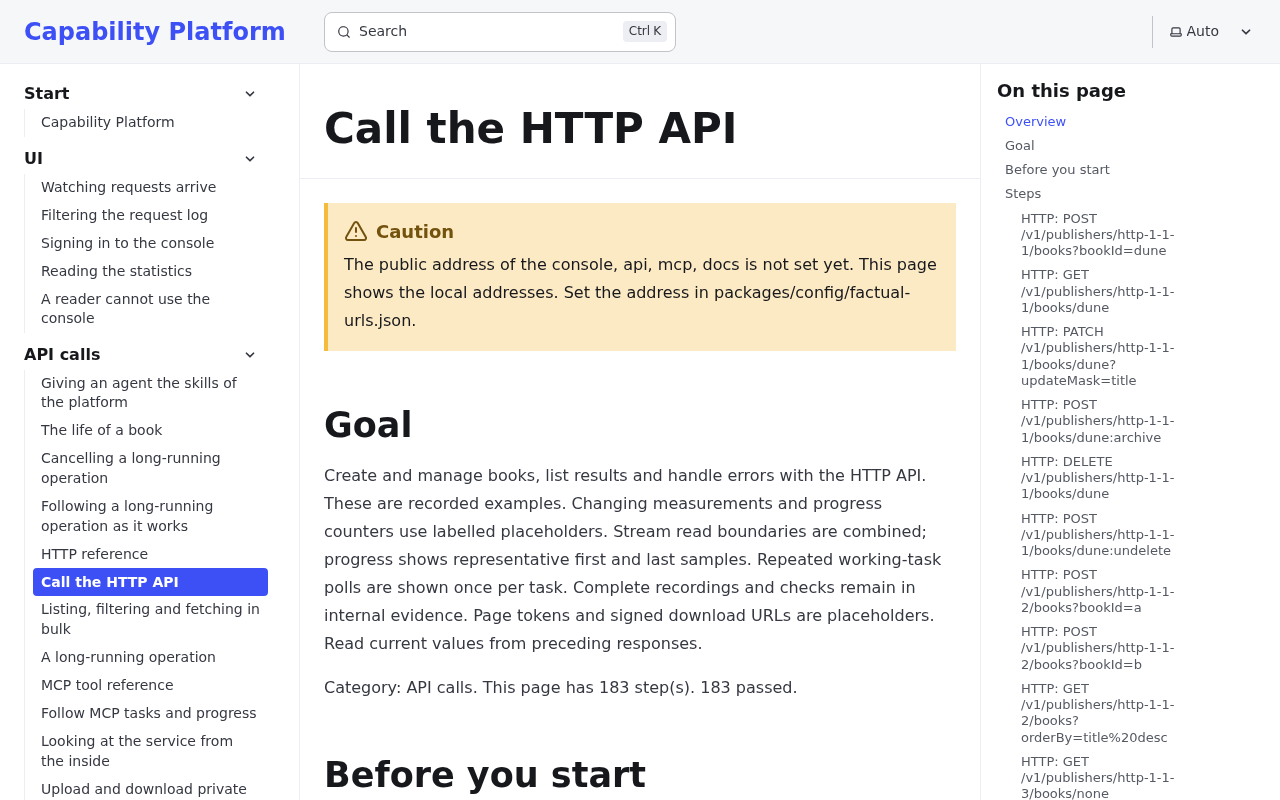 Capability Platform
Search
Ctrl K
Auto
Start
Capability Platform
UI
Watching requests arrive
Filtering the request log
Signing in to the console
Reading the statistics
A reader cannot use the
console
API calls
Giving an agent the skills of
the platform
The life of a book
Cancelling a long-running
operation
Following a long-running
operation as it works
HTTP reference
Call the HTTP API
Listing, filtering and fetching in
bulk
A long-running operation
MCP tool reference
Follow MCP tasks and progress
Looking at the service from
the inside
Upload and download private
Call the HTTP API
Caution
The public address of the console, api, mcp, docs is not set yet. This page
shows the local addresses. Set the address in packages/config/factual-
urls.json.
Goal
Create and manage books, list results and handle errors with the HTTP API.
These are recorded examples. Changing measurements and progress
counters use labelled placeholders. Stream read boundaries are combined;
progress shows representative first and last samples. Repeated working-task
polls are shown once per task. Complete recordings and checks remain in
internal evidence. Page tokens and signed download URLs are placeholders.
Read current values from preceding responses.
Category: API calls. This page has 183 step(s). 183 passed.
Before you start
On this page
Overview
Goal
Before you start
Steps
HTTP: POST
/v1/publishers/http-1-1-
1/books?bookId=dune
HTTP: GET
/v1/publishers/http-1-1-
1/books/dune
HTTP: PATCH
/v1/publishers/http-1-1-
1/books/dune?
updateMask=title
HTTP: POST
/v1/publishers/http-1-1-
1/books/dune:archive
HTTP: DELETE
/v1/publishers/http-1-1-
1/books/dune
HTTP: POST
/v1/publishers/http-1-1-
1/books/dune:undelete
HTTP: POST
/v1/publishers/http-1-1-
2/books?bookId=a
HTTP: POST
/v1/publishers/http-1-1-
2/books?bookId=b
HTTP: GET
/v1/publishers/http-1-1-
2/books?
orderBy=title%20desc
HTTP: GET
/v1/publishers/http-1-1-
3/books/none